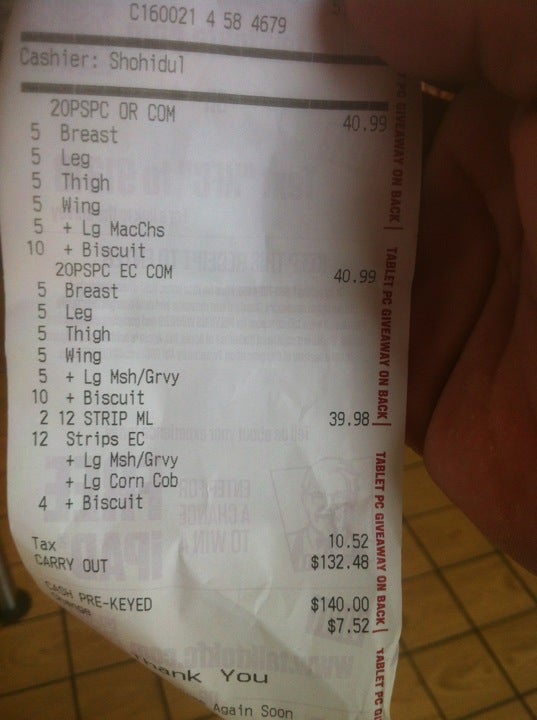 C160021 4 58 4679
Cashier: Shohidul
20PSPC OR COM 40.99
5 Breast
5 Leg
5 Thigh
5 Wing
5 + Lg MacChs
10 + Biscuit
20PSPC EC COM 40.99
5 Breast
5 Leg
5 Thigh
5 Wing
5 + Lg Msh/Grvy
10 + Biscuit
2 12 STRIP ML 39.98
12 Strips EC
+ Lg Msh/Grvy
+ Lg Corn Cob
4 + Biscuit
Tax 10.52
CARRY OUT $132.48
CASH PRE-KEYED $140.00
Change $7.52
Thank You
Again Soon
PC GIVEAWAY ON BACK
TABLET PC GIVEAWAY ON BACK
TABLET PC GIVEAWAY ON BACK
TABLET PC